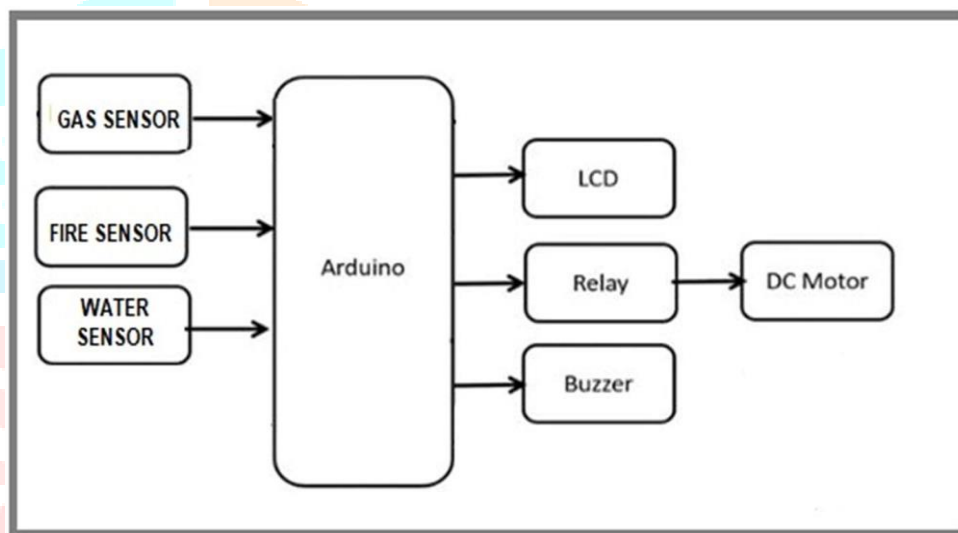 GAS SENSOR
FIRE SENSOR
WATER
SENSOR
Arduino
LCD
Relay
DC Motor
Buzzer